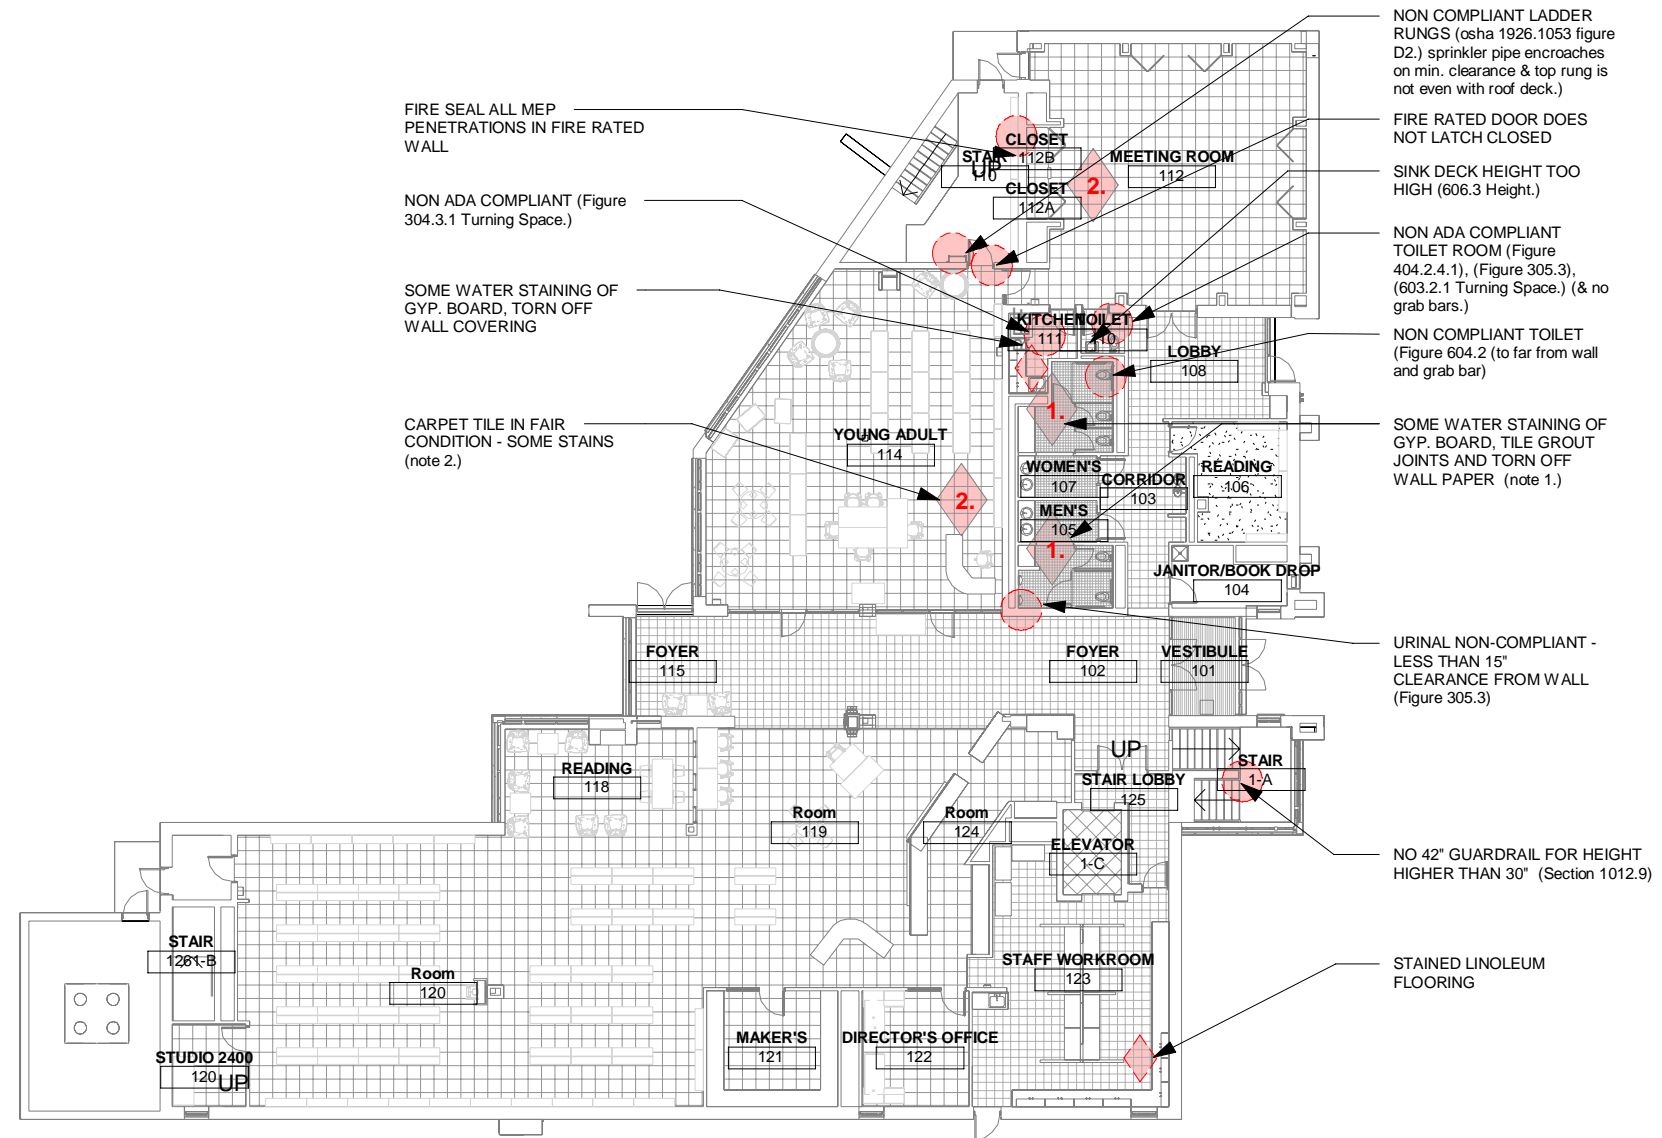 NON COMPLIANT LADDER
RUNGS (osha 1926.1053 figure
D2.) sprinkler pipe encroaches
on min. clearance & top rung is
not even with roof deck.)
FIRE SEAL ALL MEP
PENETRATIONS IN FIRE RATED
WALL
FIRE RATED DOOR DOES
NOT LATCH CLOSED
SINK DECK HEIGHT TOO
HIGH (606.3 Height.)
NON ADA COMPLIANT (Figure
304.3.1 Turning Space.)
NON ADA COMPLIANT
TOILET ROOM (Figure
404.2.4.1), (Figure 305.3),
(603.2.1 Turning Space.) (& no
grab bars.)
SOME WATER STAINING OF
GYP. BOARD, TORN OFF
WALL COVERING
NON COMPLIANT TOILET
(Figure 604.2 (to far from wall
and grab bar)
CARPET TILE IN FAIR
CONDITION - SOME STAINS
(note 2.)
SOME WATER STAINING OF
GYP. BOARD, TILE GROUT
JOINTS AND TORN OFF
WALL PAPER (note 1.)
URINAL NON-COMPLIANT -
LESS THAN 15"
CLEARANCE FROM WALL
(Figure 305.3)
NO 42" GUARDRAIL FOR HEIGHT
HIGHER THAN 30" (Section 1012.9)
STAINED LINOLEUM
FLOORING
CLOSET
112B
STAIR
110
UP
CLOSET
112A
MEETING ROOM
112
2.
KITCHEN
111
TOILET
LOBBY
108
1.
YOUNG ADULT
114
2.
WOMEN'S
107
CORRIDOR
103
READING
106
MEN'S
105
1.
JANITOR/BOOK DROP
104
FOYER
115
FOYER
102
VESTIBULE
101
UP
STAIR
1-A
STAIR LOBBY
125
READING
118
Room
119
Room
124
ELEVATOR
1-C
STAIR
Room
120
STAFF WORKROOM
123
MAKER'S
121
DIRECTOR'S OFFICE
122
STUDIO 2400
120
UP